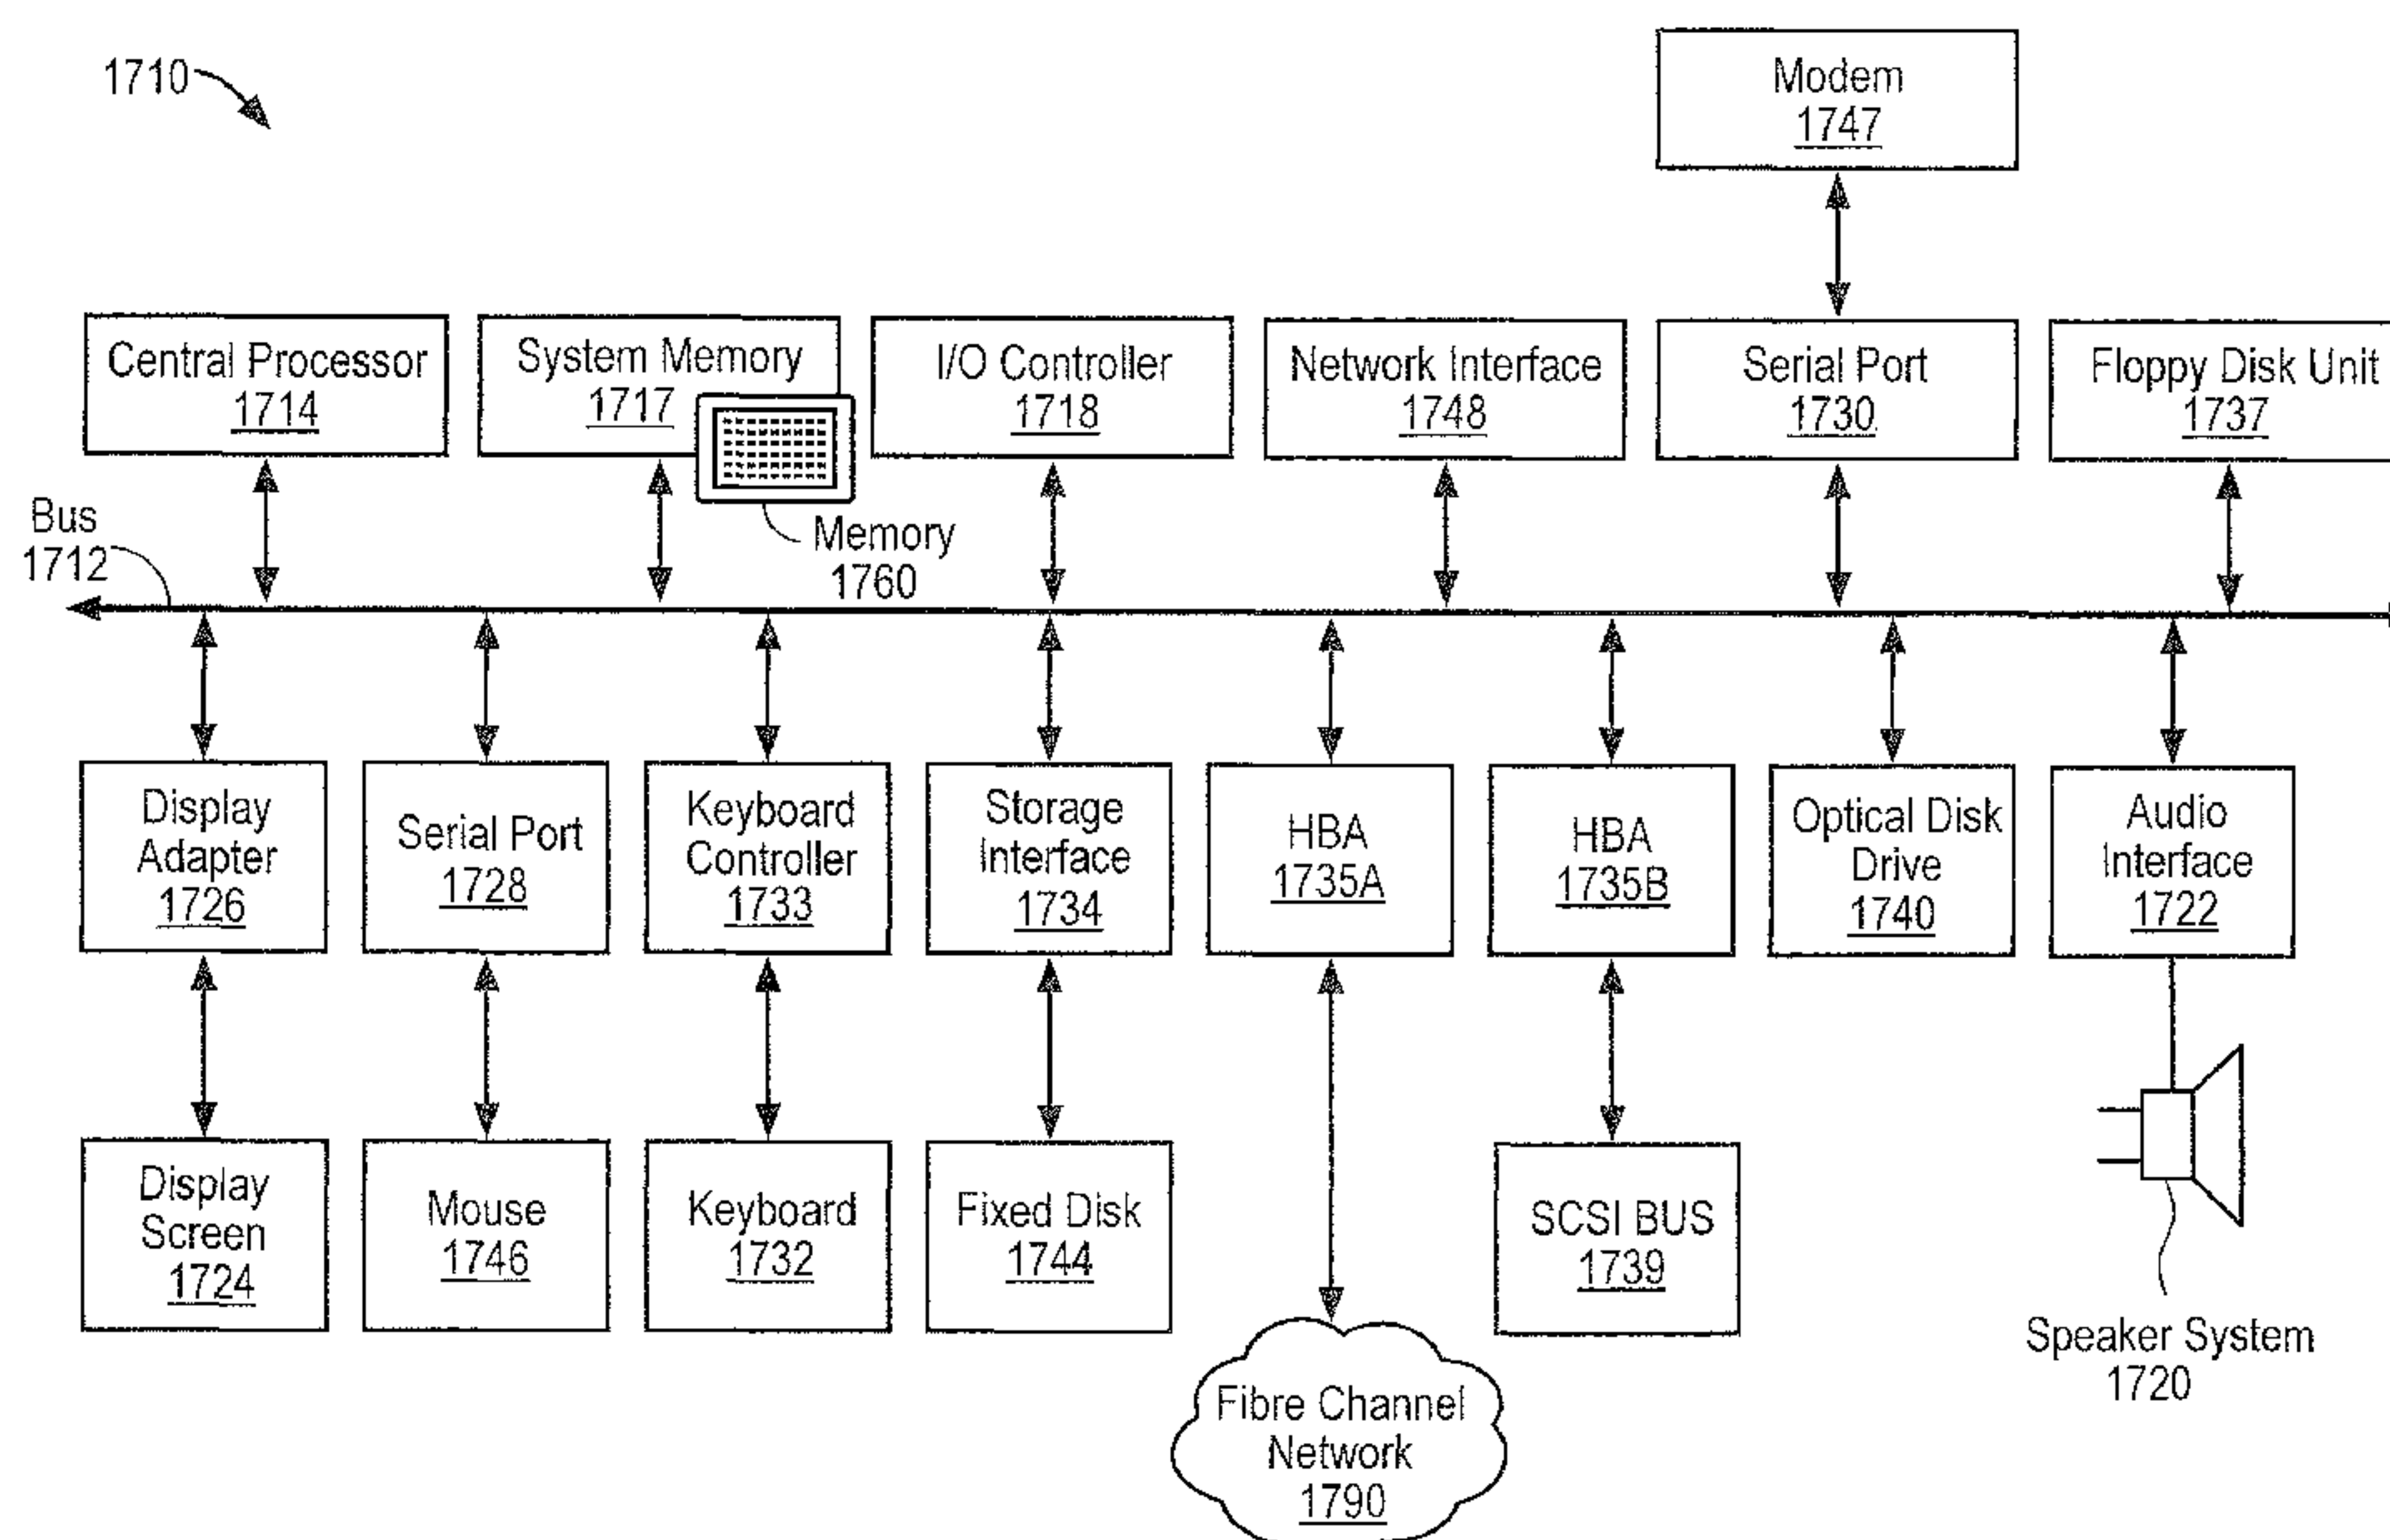 1710
Modem
1747
Central Processor
1714
System Memory
1717
I/O Controller
1718
Network Interface
1748
Serial Port
1730
Floppy Disk Unit
1737
Bus
1712
Memory
1760
Display
Adapter
1726
Serial Port
1728
Keyboard
Controller
1733
Storage
Interface
1734
HBA
1735A
HBA
1735B
Optical Disk
Drive
1740
Audio
Interface
1722
Display
Screen
1724
Mouse
1746
Keyboard
1732
Fixed Disk
1744
SCSI BUS
1739
Speaker System
1720
Fibre Channel
Network
1790